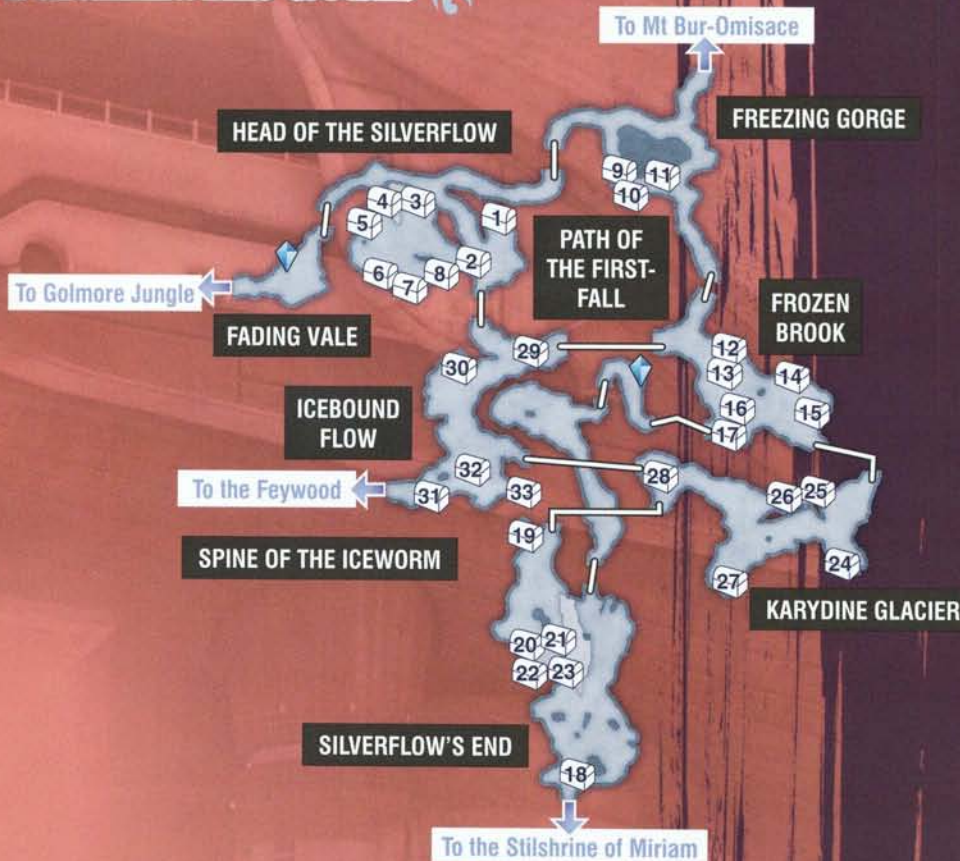 To Mt Bur-Omisace
HEAD OF THE SILVERFLOW
FREEZING GORGE
4
3
5
1
9
11
10
6
7
8
2
PATH OF
THE FIRST-
FALL
To Golmore Jungle
FADING VALE
FROZEN
BROOK
29
30
12
13
14
16
15
17
ICEBOUND
FLOW
32
28
To the Feywood
31
33
26
25
19
SPINE OF THE ICEWORM
24
27
KARYDINE GLACIER
20
21
22
23
SILVERFLOW'S END
18
To the Stilshrine of Miriam